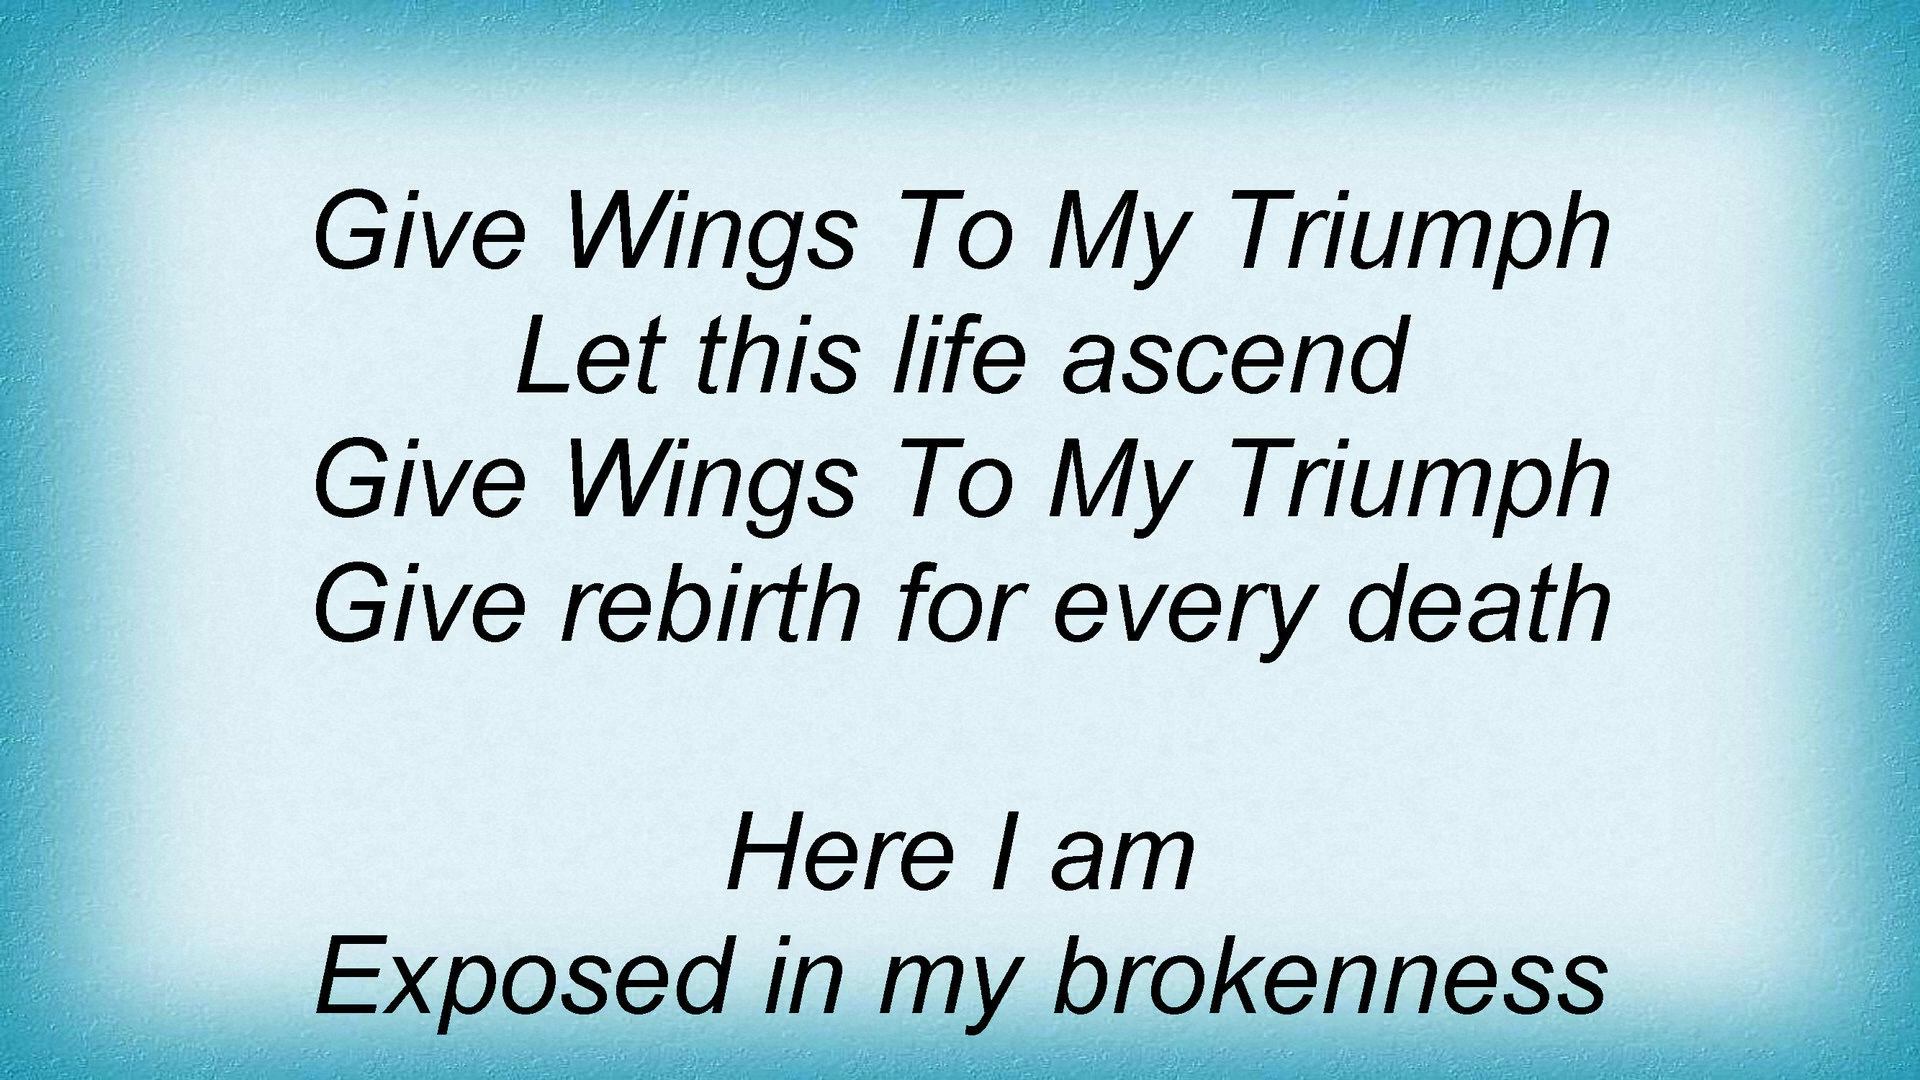 Give Wings To My Triumph
Let this life ascend
Give Wings To My Triumph
Give rebirth for every death
Here I am
Exposed in my brokenness